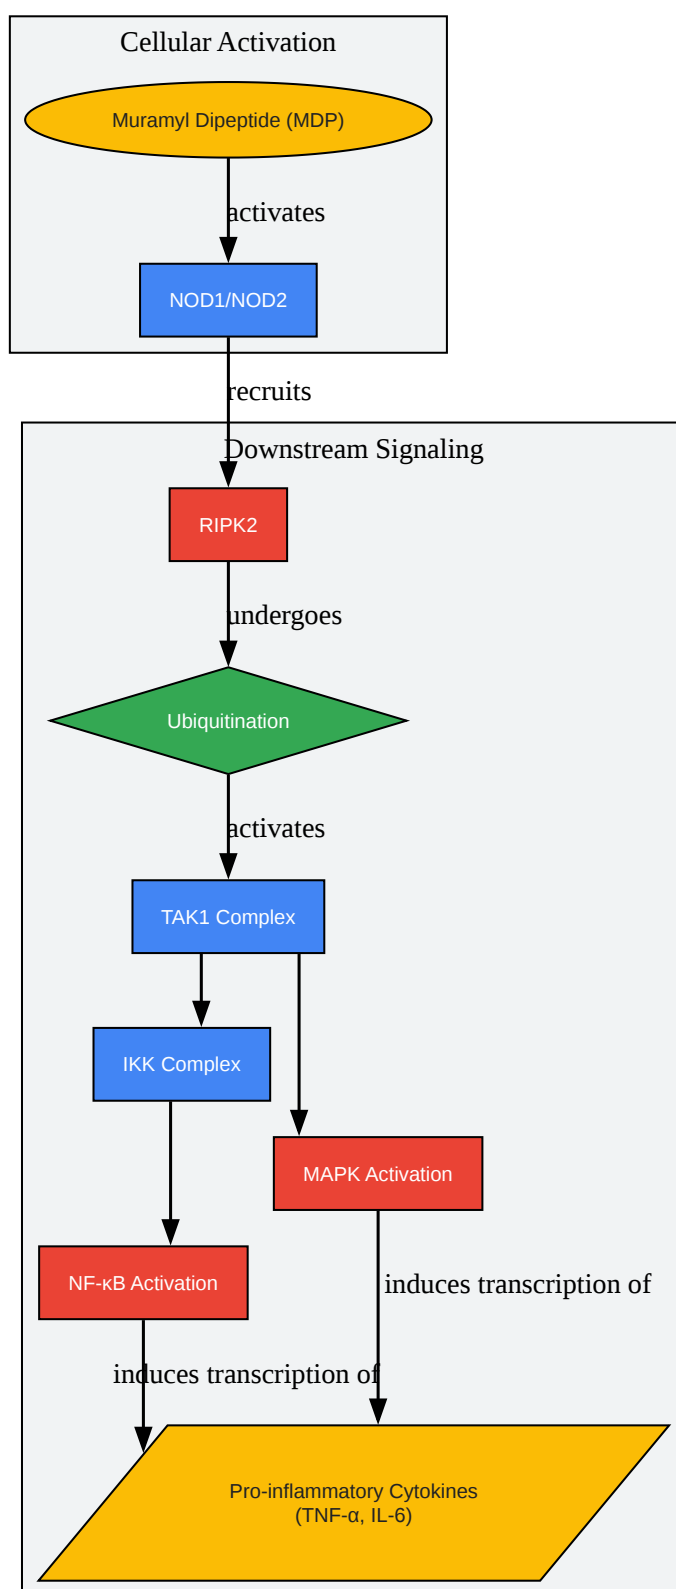 Cellular Activation
Muramyl Dipeptide (MDP)
activates
NOD1/NOD2
recruits
Downstream Signaling
RIPK2
undergoes
Ubiquitination
activates
TAK1 Complex
IKK Complex
MAPK Activation
NF-κB Activation
induces transcription of
induces transcription of
Pro-inflammatory Cytokines
(TNF-α, IL-6)